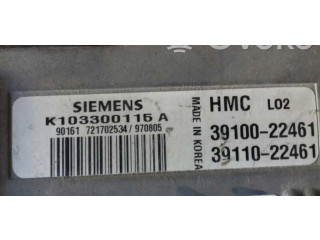 SIEMENS
K103300115 A
90161 721702534 / 970805
MADE IN KOREA
HMC L02
39100-22461
39110-22461